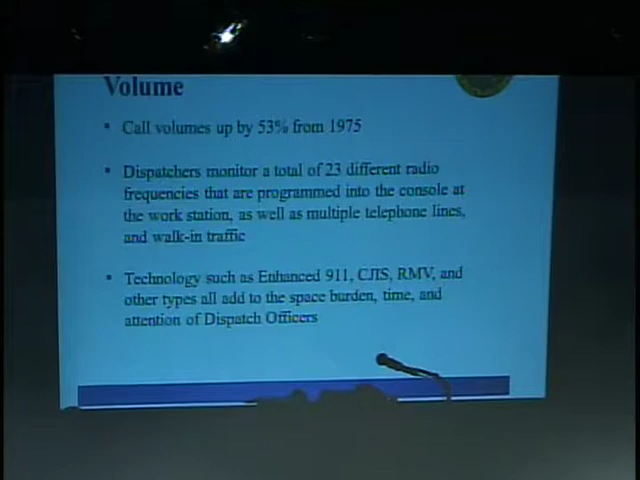 Volume
• Call volumes up by 53% from 1975
• Dispatchers monitor a total of 23 different radio
frequencies that are programmed into the console at
the work station, as well as multiple telephone lines,
and walk-in traffic
• Technology such as Enhanced 911, CJIS, RMV, and
other types all add to the space burden, time, and
attention of Dispatch Officers